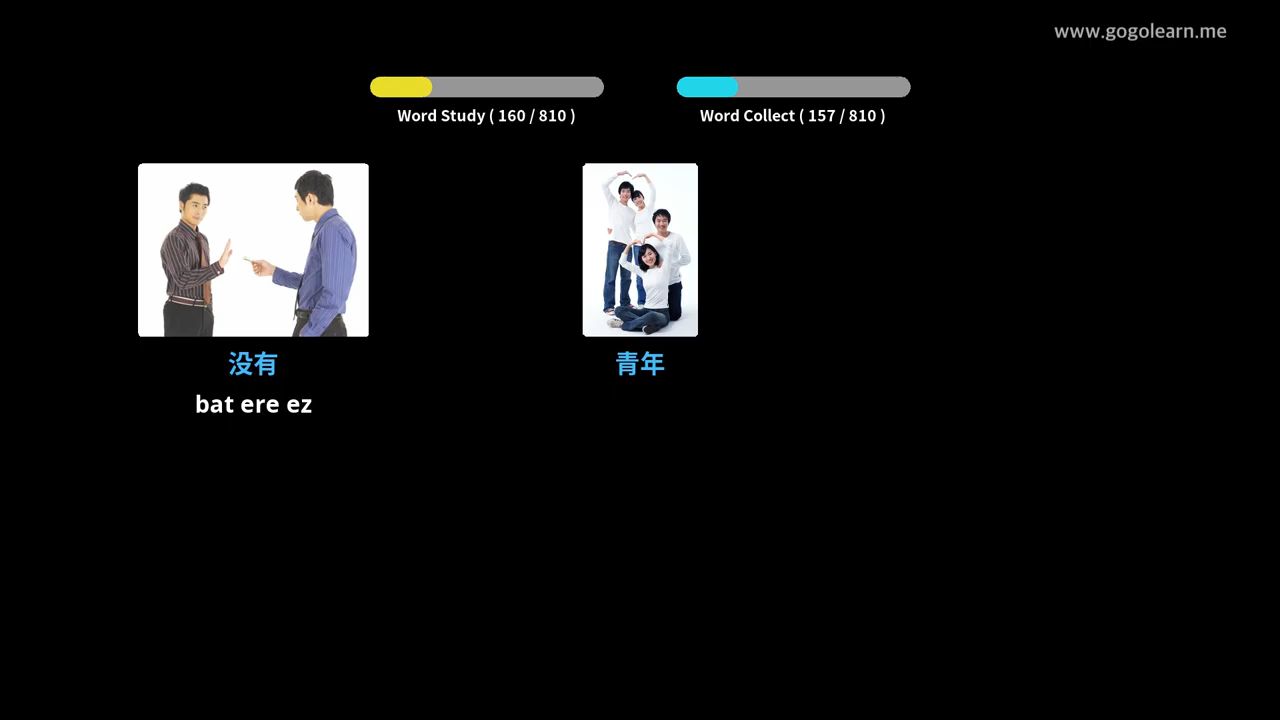 www.gogolearn.me
Word Study ( 160 / 810 )
Word Collect ( 157 / 810 )
没有
青年
bat ere ez